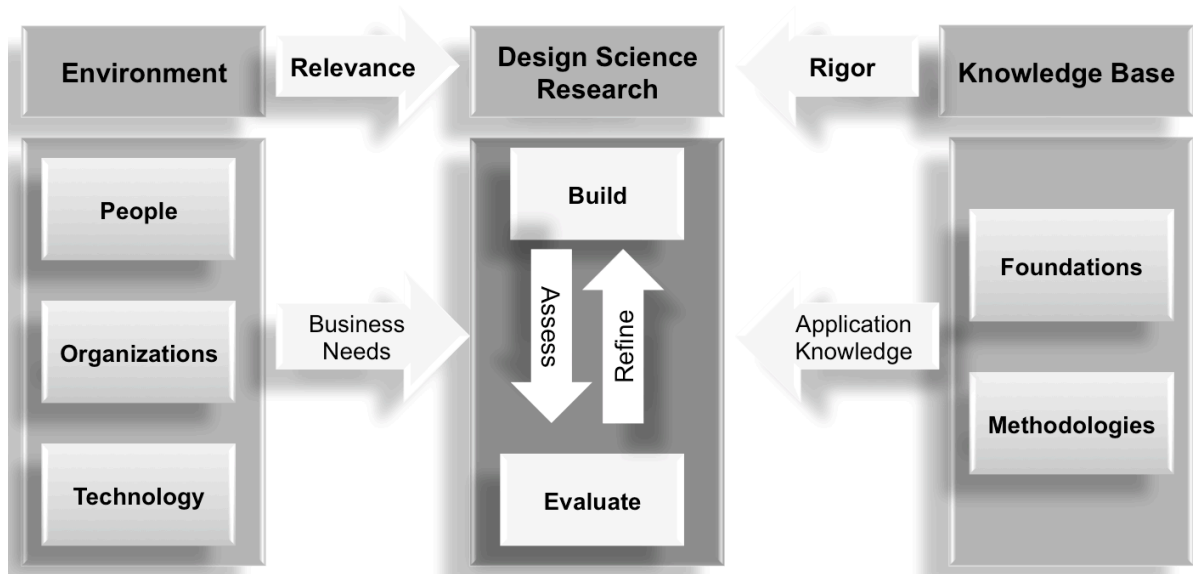 Environment
Relevance
Design Science
Research
Rigor
Knowledge Base
People
Organizations
Technology
Business
Needs
Build
Asssess
Refine
Evaluate
Application
Knowledge
Foundations
Methodologies